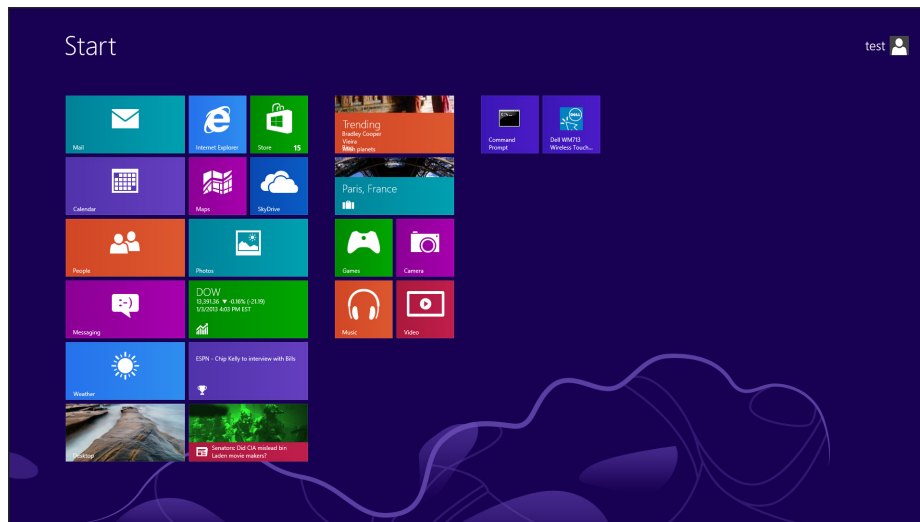 Start
test
Mail
Internet Explorer
Store
15
Calendar
Maps
SkyDrive
People
Photos
Messaging
DOW
13,391.36 ▼ -0.16% (-21.19)
1/3/2013 4:03 PM EST
Weather
ESPN - Chip Kelly to interview with Bills
Desktop
Senators: Did CIA mislead bin
Laden movie makers?
Trending
Bradley Cooper
Vieira
planets
Paris, France
Games
Camera
Music
Video
Command
Prompt
DELL
Dell WM713
Wireless Touch...